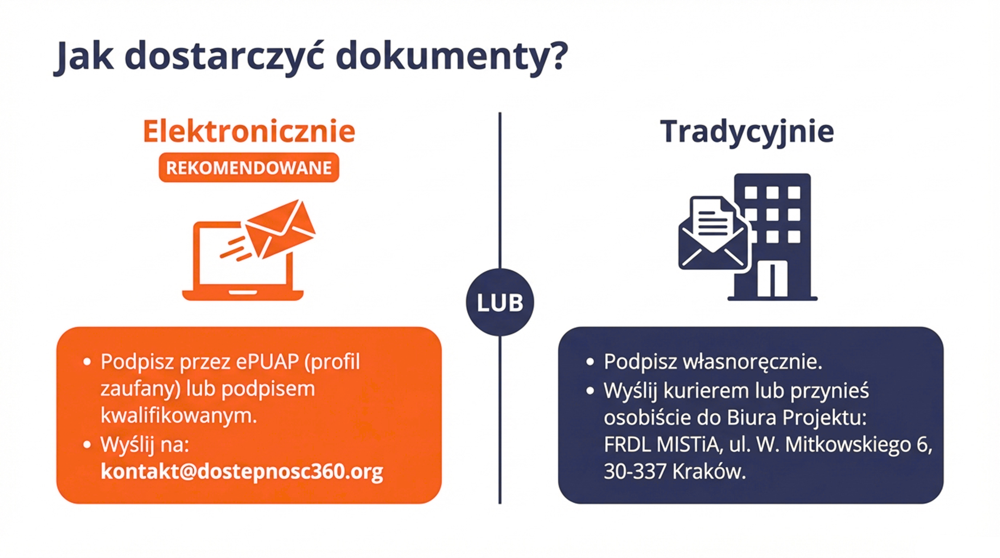 Jak dostarczyć dokumenty?
Elektronicznie
REKOMENDOWANE
• Podpisz przez ePUAP (profil
zaufany) lub podpisem
kwalifikowanym.
• Wyślij na:
kontakt@dostepnosc360.org
LUB
Tradycyjnie
• Podpisz własnoręcznie.
• Wyślij kurierem lub przynieś
osobiście do Biura Projektu:
FRDL MISTiA, ul. W. Mitkowskiego 6,
30-337 Kraków.